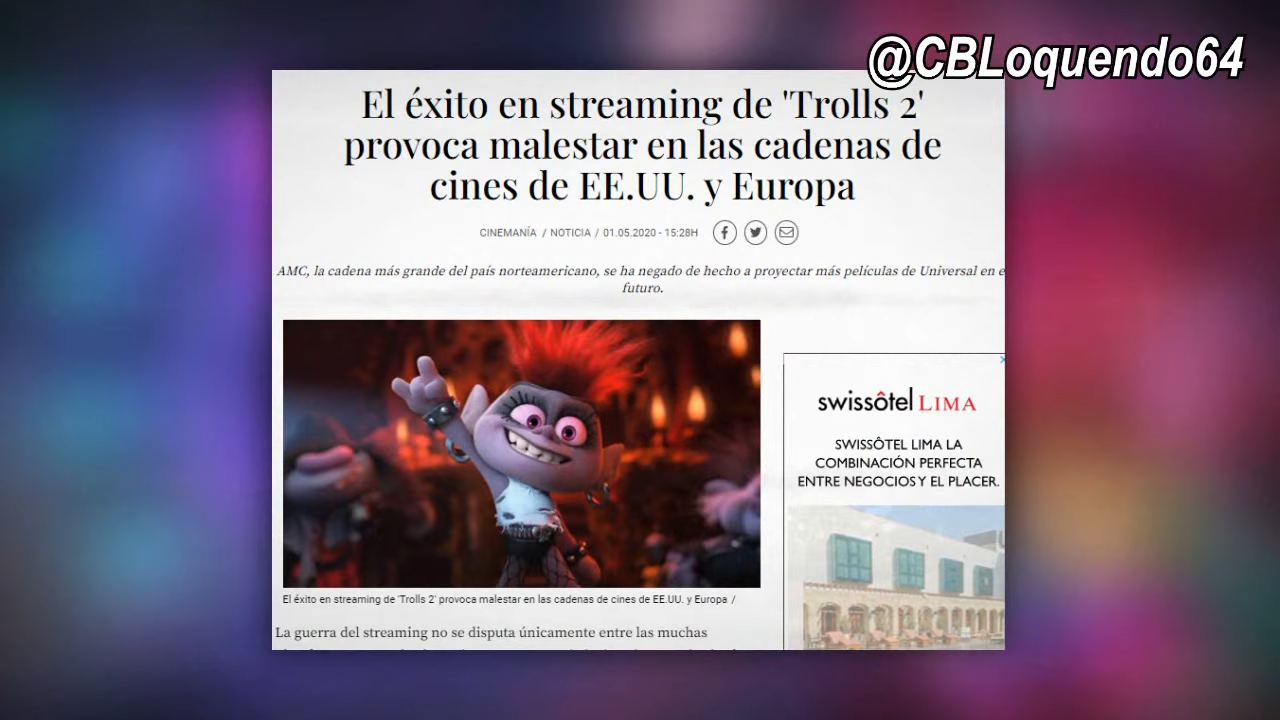 @CBLoquendo64
El éxito en streaming de 'Trolls 2'
provoca malestar en las cadenas de
cines de EE.UU. y Europa
CINEMANÍA / NOTICIA / 01.05.2020 - 15:28H
AMC, la cadena más grande del país norteamericano, se ha negado de hecho a proyectar más películas de Universal en e
futuro.
swissôtel LIMA
SWISSÔTEL LIMA LA
COMBINACIÓN PERFECTA
ENTRE NEGOCIOS Y EL PLACER.
El éxito en streaming de 'Trolls 2' provoca malestar en las cadenas de cines de EE.UU. y Europa /
La guerra del streaming no se disputa únicamente entre las muchas